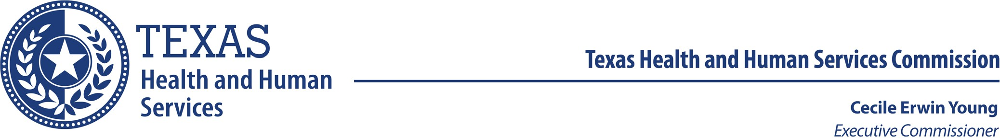 TEXAS
Health and Human
Services
Texas Health and Human Services Commission
Cecile Erwin Young
Executive Commissioner